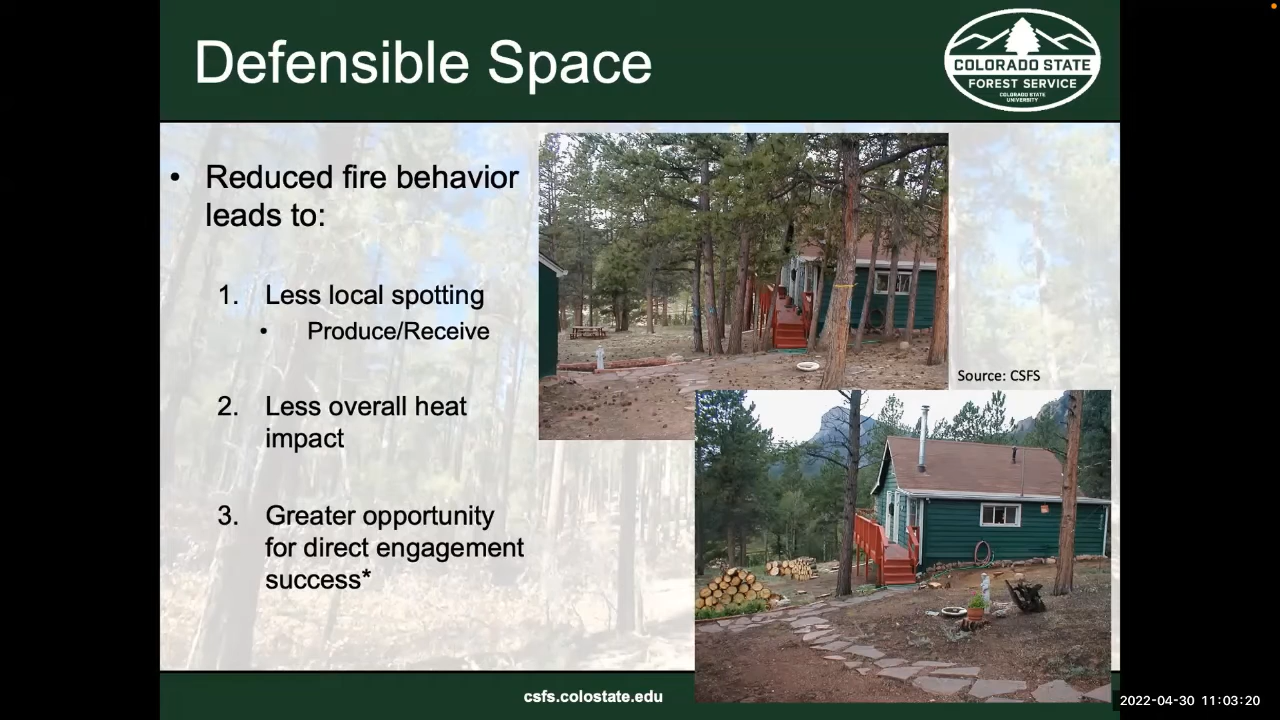 Defensible Space
COLORADO STATE
FOREST SERVICE
COLORADO STATE
UNIVERSITY
• Reduced fire behavior
leads to:
1. Less local spotting
• Produce/Receive
2. Less overall heat
impact
3. Greater opportunity
for direct engagement
success*
Source: CSFS
csfs.colostate.edu
2022-04-30 11:03:20